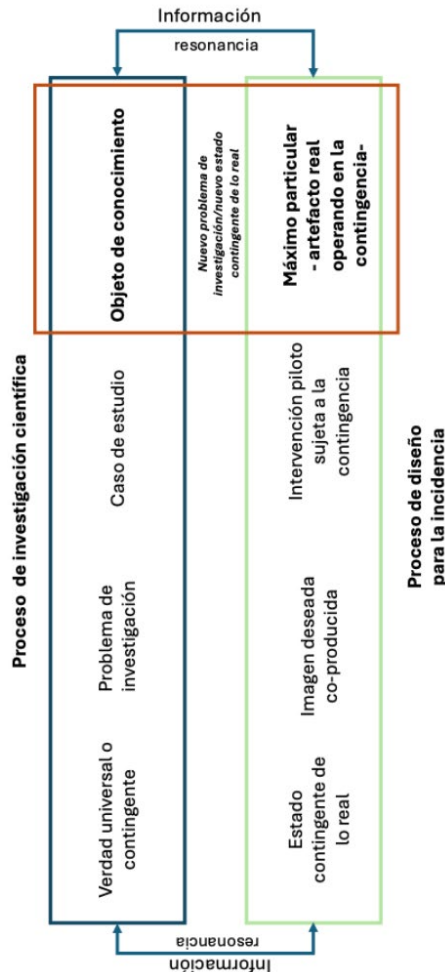 Información
resonancia
Proceso de investigación científica
Verdad universal o
contingente
Problema de
investigación
Caso de estudio
Objeto de conocimiento
Nuevo problema de
investigación/nuevo estado
contingente de lo real
Estado
contingente de
lo real
Imagen deseada
co-producida
Intervención piloto
sujeta a la
contingencia
Máximo particular
- artefacto real
operando en la
contingencia-
Proceso de diseño
para la incidencia
resonancia
Información